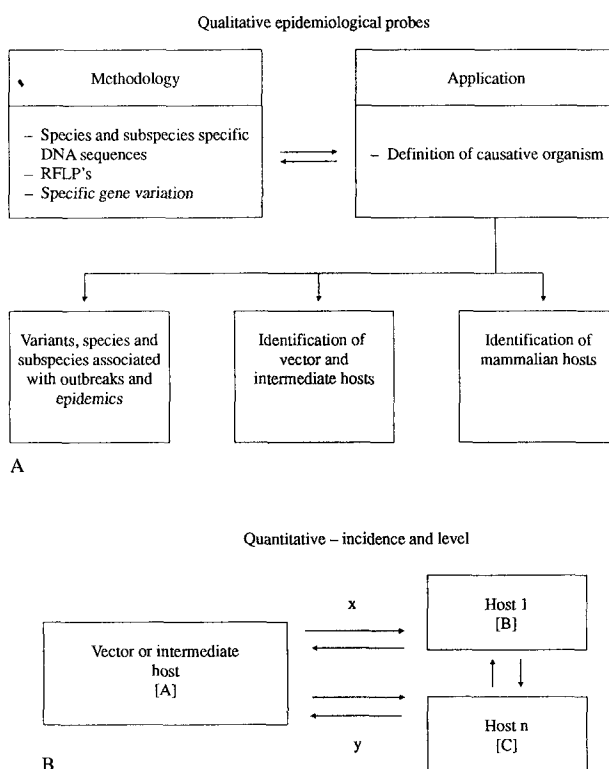 Qualitative epidemiological probes
Methodology
– Species and subspecies specific
DNA sequences
– RFLP's
– Specific gene variation
Application
– Definition of causative organism
Variants, species and
subspecies associated
with outbreaks and
epidemics
Identification of
vector and
intermediate hosts
Identification of
mammalian hosts
A
Quantitative – incidence and level
Vector or intermediate
host
[A]
x
y
Host 1
[B]
Host n
[C]
B